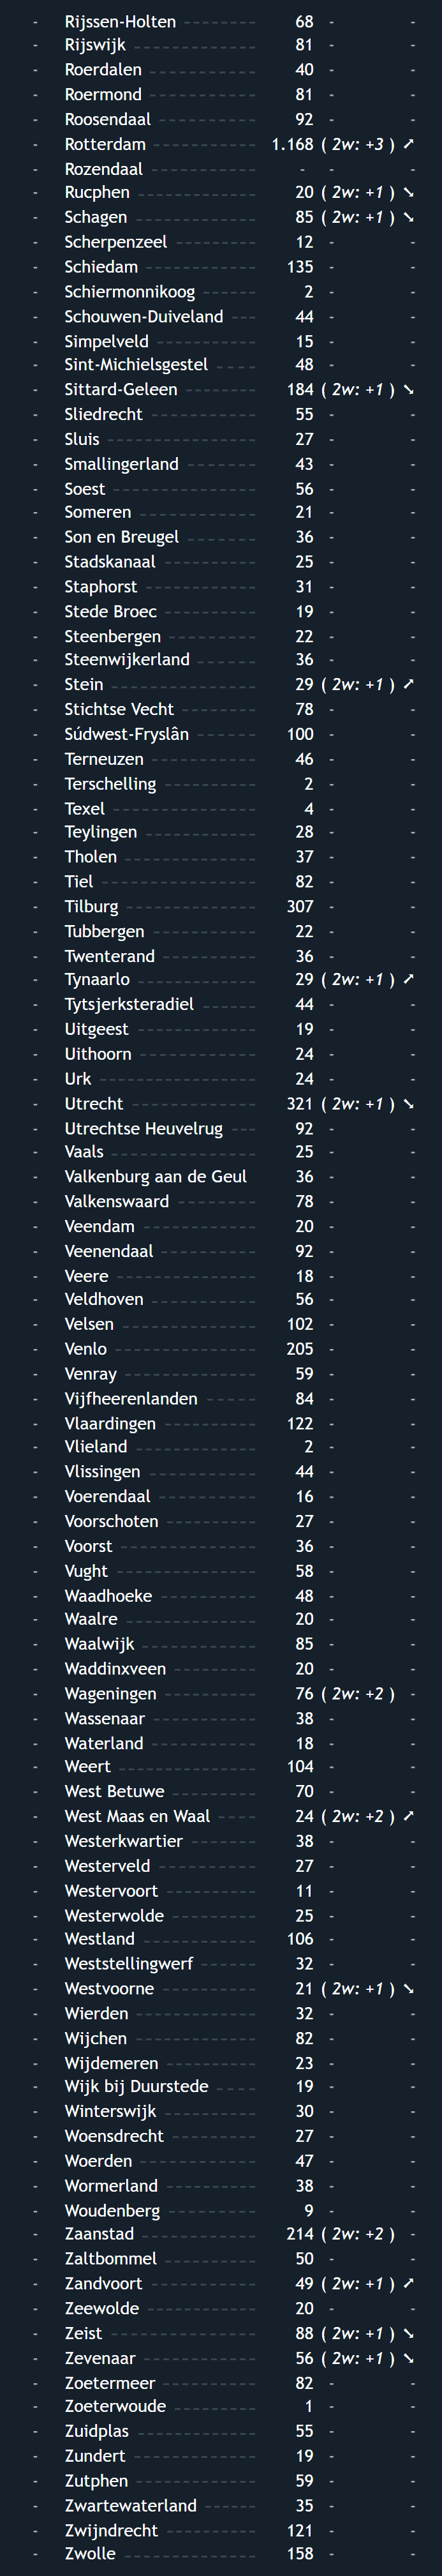 - Rijssen-Holten 68 - -
- Rijswijk 81 - -
- Roerdalen 40 - -
- Roermond 81 - -
- Roosendaal 92 - -
- Rotterdam 1.168 ( 2w: +3 ) ↗
- Rozendaal - - -
- Rucphen 20 ( 2w: +1 ) ↘
- Schagen 85 ( 2w: +1 ) ↘
- Scherpenzeel 12 - -
- Schiedam 135 - -
- Schiermonnikoog 2 - -
- Schouwen-Duiveland 44 - -
- Simpelveld 15 - -
- Sint-Michielsgestel 48 - -
- Sittard-Geleen 184 ( 2w: +1 ) ↘
- Sliedrecht 55 - -
- Sluis 27 - -
- Smallingerland 43 - -
- Soest 56 - -
- Someren 21 - -
- Son en Breugel 36 - -
- Stadskanaal 25 - -
- Staphorst 31 - -
- Stede Broec 19 - -
- Steenbergen 22 - -
- Steenwijkerland 36 - -
- Stein 29 ( 2w: +1 ) ↗
- Stichtse Vecht 78 - -
- Súdwest-Fryslân 100 - -
- Terneuzen 46 - -
- Terschelling 2 - -
- Texel 4 - -
- Teylingen 28 - -
- Tholen 37 - -
- Tiel 82 - -
- Tilburg 307 - -
- Tubbergen 22 - -
- Twenterand 36 - -
- Tynaarlo 29 ( 2w: +1 ) ↗
- Tytsjerksteradiel 44 - -
- Uitgeest 19 - -
- Uithoorn 24 - -
- Urk 24 - -
- Utrecht 321 ( 2w: +1 ) ↘
- Utrechtse Heuvelrug 92 - -
- Vaals 25 - -
- Valkenburg aan de Geul 36 - -
- Valkenswaard 78 - -
- Veendam 20 - -
- Veenendaal 92 - -
- Veere 18 - -
- Veldhoven 56 - -
- Velsen 102 - -
- Venlo 205 - -
- Venray 59 - -
- Vijfheerenlanden 84 - -
- Vlaardingen 122 - -
- Vlieland 2 - -
- Vlissingen 44 - -
- Voerendaal 16 - -
- Voorschoten 27 - -
- Voorst 36 - -
- Vught 58 - -
- Waadhoeke 48 - -
- Waalre 20 - -
- Waalwijk 85 - -
- Waddinxveen 20 - -
- Wageningen 76 ( 2w: +2 ) -
- Wassenaar 38 - -
- Waterland 18 - -
- Weert 104 - -
- West Betuwe 70 - -
- West Maas en Waal 24 ( 2w: +2 ) ↗
- Westerkwartier 38 - -
- Westerveld 27 - -
- Westervoort 11 - -
- Westerwolde 25 - -
- Westland 106 - -
- Weststellingwerf 32 - -
- Westvoorne 21 ( 2w: +1 ) ↘
- Wierden 32 - -
- Wijchen 82 - -
- Wijdemeren 23 - -
- Wijk bij Duurstede 19 - -
- Winterswijk 30 - -
- Woensdrecht 27 - -
- Woerden 47 - -
- Wormerland 38 - -
- Woudenberg 9 - -
- Zaanstad 214 ( 2w: +2 ) -
- Zaltbommel 50 - -
- Zandvoort 49 ( 2w: +1 ) ↗
- Zeewolde 20 - -
- Zeist 88 ( 2w: +1 ) ↘
- Zevenaar 56 ( 2w: +1 ) ↘
- Zoetermeer 82 - -
- Zoeterwoude 1 - -
- Zuidplas 55 - -
- Zundert 19 - -
- Zutphen 59 - -
- Zwartewaterland 35 - -
- Zwijndrecht 121 - -
- Zwolle 158 - -